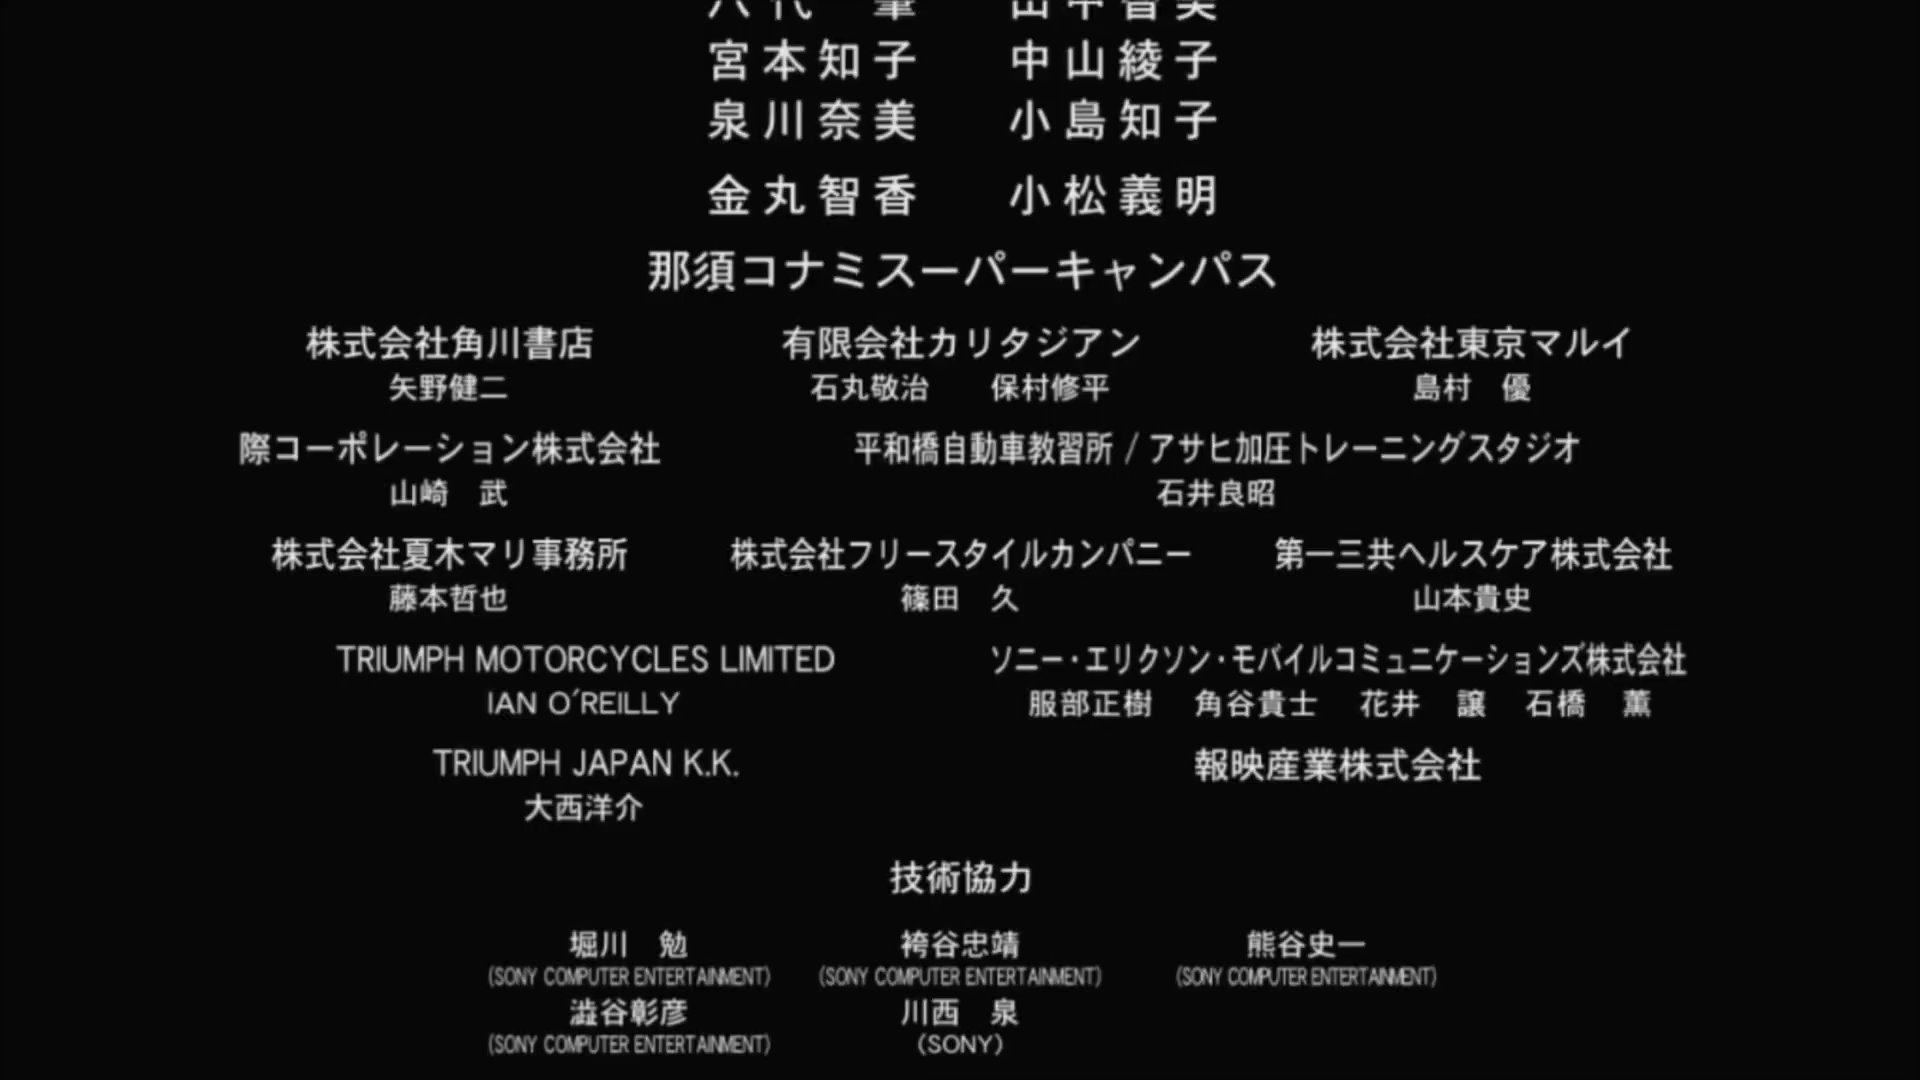 八代　肇　　山中智美
宮本知子　　中山綾子
泉川奈美　　小島知子
金丸智香　　小松義明
那須コナミスーパーキャンパス
株式会社角川書店　　有限会社カリタジアン　　株式会社東京マルイ
矢野健二　　石丸敬治　　保村修平　　島村　優
際コーポレーション株式会社　　平和橋自動車教習所 / アサヒ加圧トレーニングスタジオ
山崎　武　　石井良昭
株式会社夏木マリ事務所　　株式会社フリースタイルカンパニー　　第一三共ヘルスケア株式会社
藤本哲也　　篠田　久　　山本貴史
TRIUMPH MOTORCYCLES LIMITED　　ソニー・エリクソン・モバイルコミュニケーションズ株式会社
IAN O'REILLY　　服部正樹　角谷貴士　花井　譲　石橋　薫
TRIUMPH JAPAN K.K.　　報映産業株式会社
大西洋介
技術協力
堀川　勉　　袴谷忠靖　　熊谷史一
(SONY COMPUTER ENTERTAINMENT)　　(SONY COMPUTER ENTERTAINMENT)　　(SONY COMPUTER ENTERTAINMENT)
澁谷彰彦　　川西　泉
(SONY COMPUTER ENTERTAINMENT)　　(SONY)